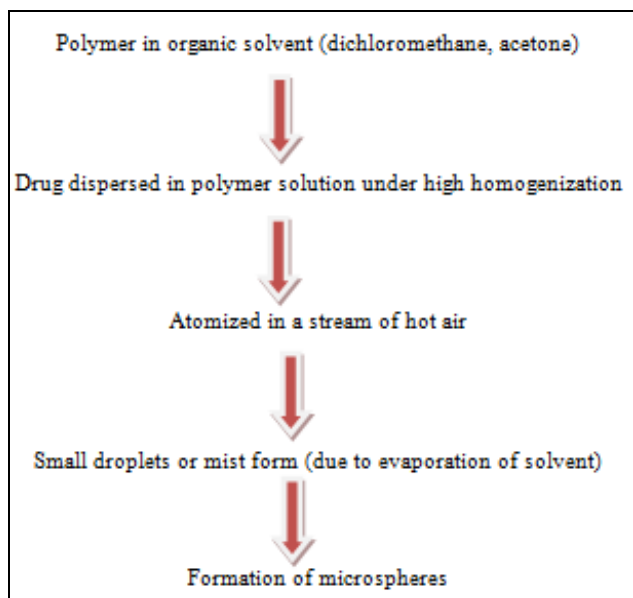 Polymer in organic solvent (dichloromethane, acetone)
Drug dispersed in polymer solution under high homogenization
Atomized in a stream of hot air
Small droplets or mist form (due to evaporation of solvent)
Formation of microspheres